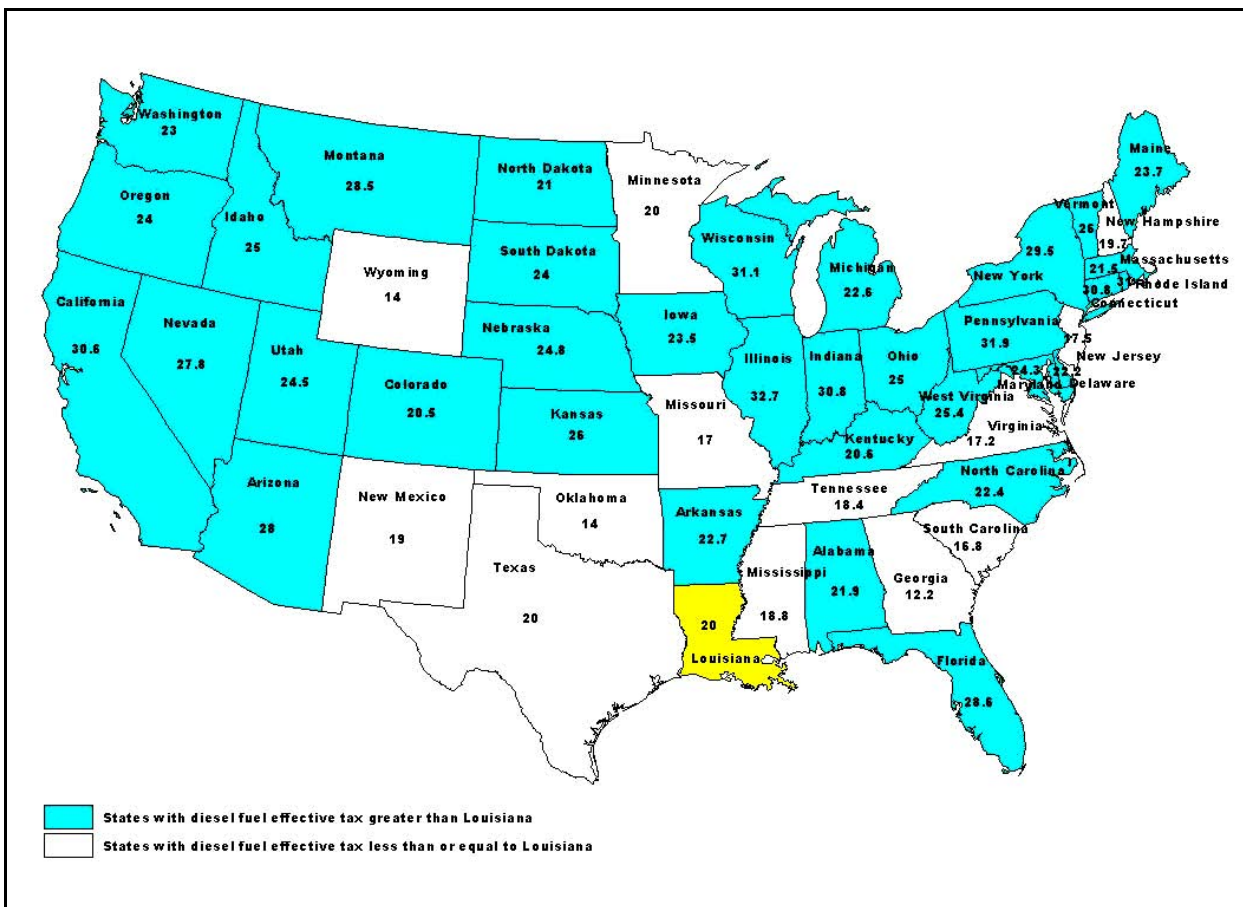 Washington
23
Oregon
24
Idaho
25
Montana
28.5
North Dakota
21
Minnesota
20
South Dakota
24
Wyoming
14
California
30.6
Nevada
27.8
Utah
24.5
Colorado
20.5
Nebraska
24.8
Kansas
26
Iowa
23.5
Wisconsin
31.1
Michigan
22.6
Illinois
32.7
Indiana
30.8
Ohio
25
Missouri
17
Kentucky
20.6
West Virginia
25.4
Virginia
17.2
Maine
23.7
Vermont
26
New Hampshire
19.7
29.5
New York
Massachusetts
21.5
Rhode Island
30.8
Connecticut
Pennsylvania
31.9
17.5
New Jersey
24.3
22.2
Maryland
Delaware
Arizona
28
New Mexico
19
Texas
20
Oklahoma
14
Arkansas
22.7
Tennessee
18.4
North Carolina
22.4
South Carolina
16.8
Mississippi
18.8
Alabama
21.9
Georgia
12.2
20
Louisiana
Florida
28.6
States with diesel fuel effective tax greater than Louisiana
States with diesel fuel effective tax less than or equal to Louisiana